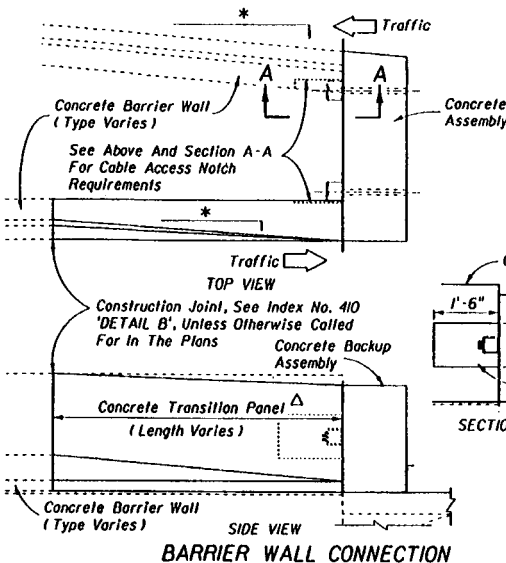 *
Traffic
A
A
Concrete Barrier Wall
(Type Varies)
Concrete
Assembly
See Above And Section A-A
For Cable Access Notch
Requirements
*
Traffic
TOP VIEW
Construction Joint, See Index No. 410
'DETAIL B', Unless Otherwise Called
For In The Plans
1'-6"
Concrete Backup
Assembly
Concrete Transition Panel Δ
(Length Varies)
SECTIO
Concrete Barrier Wall
(Type Varies)
SIDE VIEW
BARRIER WALL CONNECTION